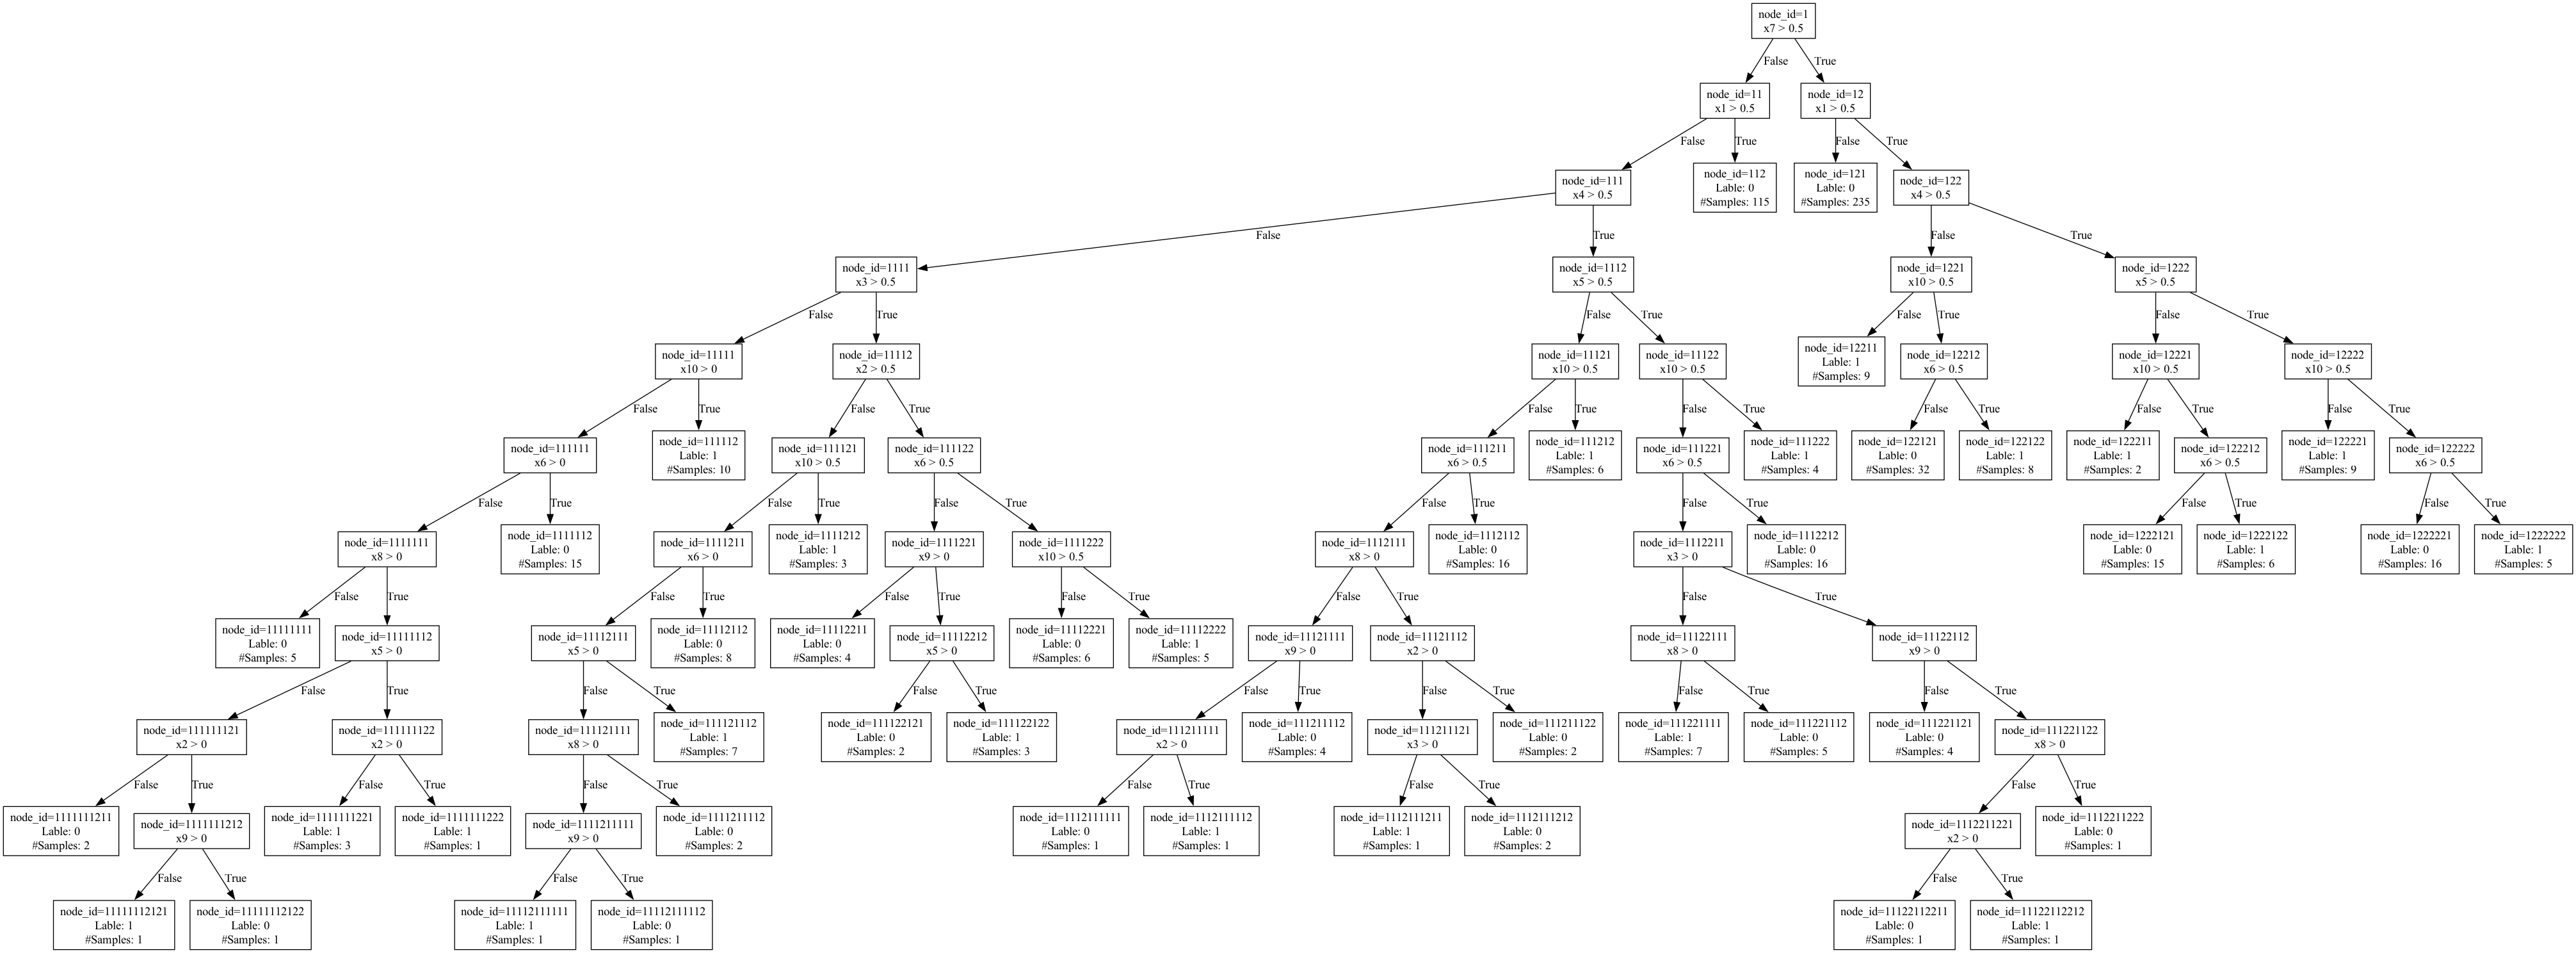 node_id=1
x7 > 0.5
False
True
node_id=11
x1 > 0.5
node_id=12
x1 > 0.5
False
True
False
True
node_id=111
x4 > 0.5
node_id=112
Lable: 0
#Samples: 115
node_id=121
Lable: 0
#Samples: 235
node_id=122
x4 > 0.5
False
True
False
True
node_id=1111
x3 > 0.5
node_id=1112
x5 > 0.5
node_id=1221
x10 > 0.5
node_id=1222
x5 > 0.5
False
True
False
True
False
True
False
True
node_id=11111
x10 > 0
node_id=11112
x2 > 0.5
node_id=11121
x10 > 0.5
node_id=11122
x10 > 0.5
node_id=12211
Lable: 1
#Samples: 9
node_id=12212
x6 > 0.5
node_id=12221
x10 > 0.5
node_id=12222
x10 > 0.5
False
True
False
True
False
True
False
True
False
True
False
True
False
True
node_id=111111
x6 > 0
node_id=111112
Lable: 1
#Samples: 10
node_id=111121
x10 > 0.5
node_id=111122
x6 > 0.5
node_id=111211
x6 > 0.5
node_id=111212
Lable: 1
#Samples: 6
node_id=111221
x6 > 0.5
node_id=111222
Lable: 1
#Samples: 4
node_id=122121
Lable: 0
#Samples: 32
node_id=122122
Lable: 1
#Samples: 8
node_id=122211
Lable: 1
#Samples: 2
node_id=122212
x6 > 0.5
node_id=122221
Lable: 1
#Samples: 9
node_id=122222
x6 > 0.5
False
True
False
True
False
True
False
True
False
True
False
True
False
True
node_id=1111111
x8 > 0
node_id=1111112
Lable: 0
#Samples: 15
node_id=1111211
x6 > 0
node_id=1111212
Lable: 1
#Samples: 3
node_id=1111221
x9 > 0
node_id=1111222
x10 > 0.5
node_id=1112111
x8 > 0
node_id=1112112
Lable: 0
#Samples: 16
node_id=1112211
x3 > 0
node_id=1112212
Lable: 0
#Samples: 16
node_id=1222121
Lable: 0
#Samples: 15
node_id=1222122
Lable: 1
#Samples: 6
node_id=1222221
Lable: 0
#Samples: 16
node_id=1222222
Lable: 1
#Samples: 5
False
True
False
True
False
True
False
True
False
True
False
True
node_id=11111111
Lable: 0
#Samples: 5
node_id=11111112
x5 > 0
node_id=11112111
x5 > 0
node_id=11112112
Lable: 0
#Samples: 8
node_id=11112211
Lable: 0
#Samples: 4
node_id=11112212
x5 > 0
node_id=11112221
Lable: 0
#Samples: 6
node_id=11112222
Lable: 1
#Samples: 5
node_id=11121111
x9 > 0
node_id=11121112
x2 > 0
node_id=11122111
x8 > 0
node_id=11122112
x9 > 0
False
True
False
True
False
True
False
True
False
True
False
True
False
True
node_id=111111121
x2 > 0
node_id=111111122
x2 > 0
node_id=111121111
x8 > 0
node_id=111121112
Lable: 1
#Samples: 7
node_id=111122121
Lable: 0
#Samples: 2
node_id=111122122
Lable: 1
#Samples: 3
node_id=111211111
x2 > 0
node_id=111211112
Lable: 0
#Samples: 4
node_id=111211121
x3 > 0
node_id=111211122
Lable: 0
#Samples: 2
node_id=111221111
Lable: 1
#Samples: 7
node_id=111221112
Lable: 0
#Samples: 5
node_id=111221121
Lable: 0
#Samples: 4
node_id=111221122
x8 > 0
False
True
False
True
False
True
False
True
False
True
False
True
node_id=1111111211
Lable: 0
#Samples: 2
node_id=1111111212
x9 > 0
node_id=1111111221
Lable: 1
#Samples: 3
node_id=1111111222
Lable: 1
#Samples: 1
node_id=1111211111
x9 > 0
node_id=1111211112
Lable: 0
#Samples: 2
node_id=1112111111
Lable: 0
#Samples: 1
node_id=1112111112
Lable: 1
#Samples: 1
node_id=1112111211
Lable: 1
#Samples: 1
node_id=1112111212
Lable: 0
#Samples: 2
node_id=1112211221
x2 > 0
node_id=1112211222
Lable: 0
#Samples: 1
False
True
False
True
False
True
node_id=11111112121
Lable: 1
#Samples: 1
node_id=11111112122
Lable: 0
#Samples: 1
node_id=11112111111
Lable: 1
#Samples: 1
node_id=11112111112
Lable: 0
#Samples: 1
node_id=11122112211
Lable: 0
#Samples: 1
node_id=11122112212
Lable: 1
#Samples: 1